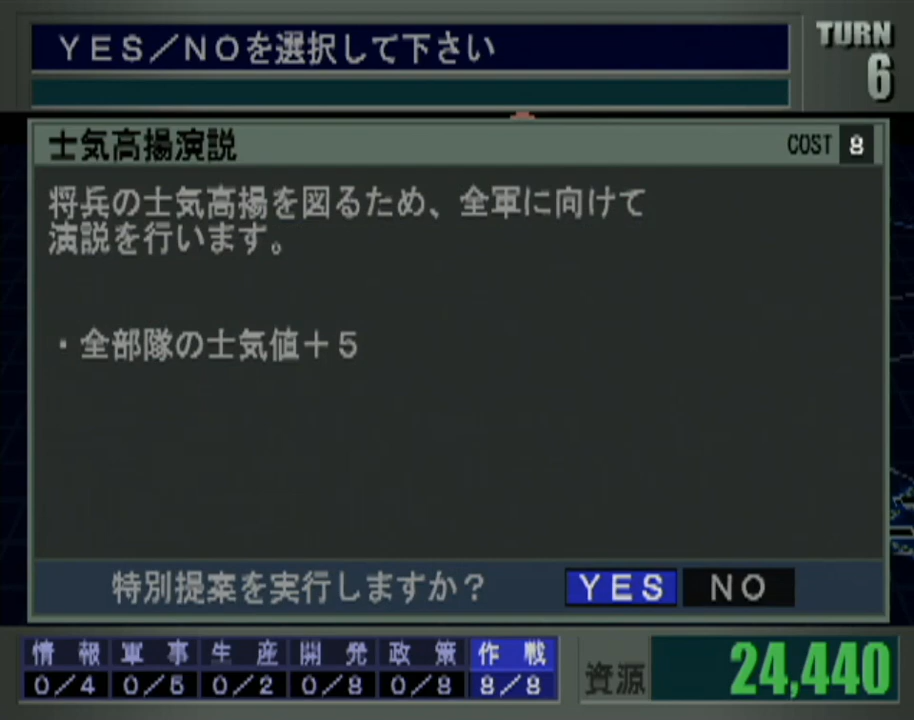 YES／NOを選択して下さい
TURN
6
士気高揚演説
COST 8
将兵の士気高揚を図るため、全軍に向けて
演説を行います。
・全部隊の士気値＋5
特別提案を実行しますか？ YES NO
情報 軍事 生産 開発 政策 作戦
0／4 0／5 0／2 0／8 0／8 8／8
資源 24,440